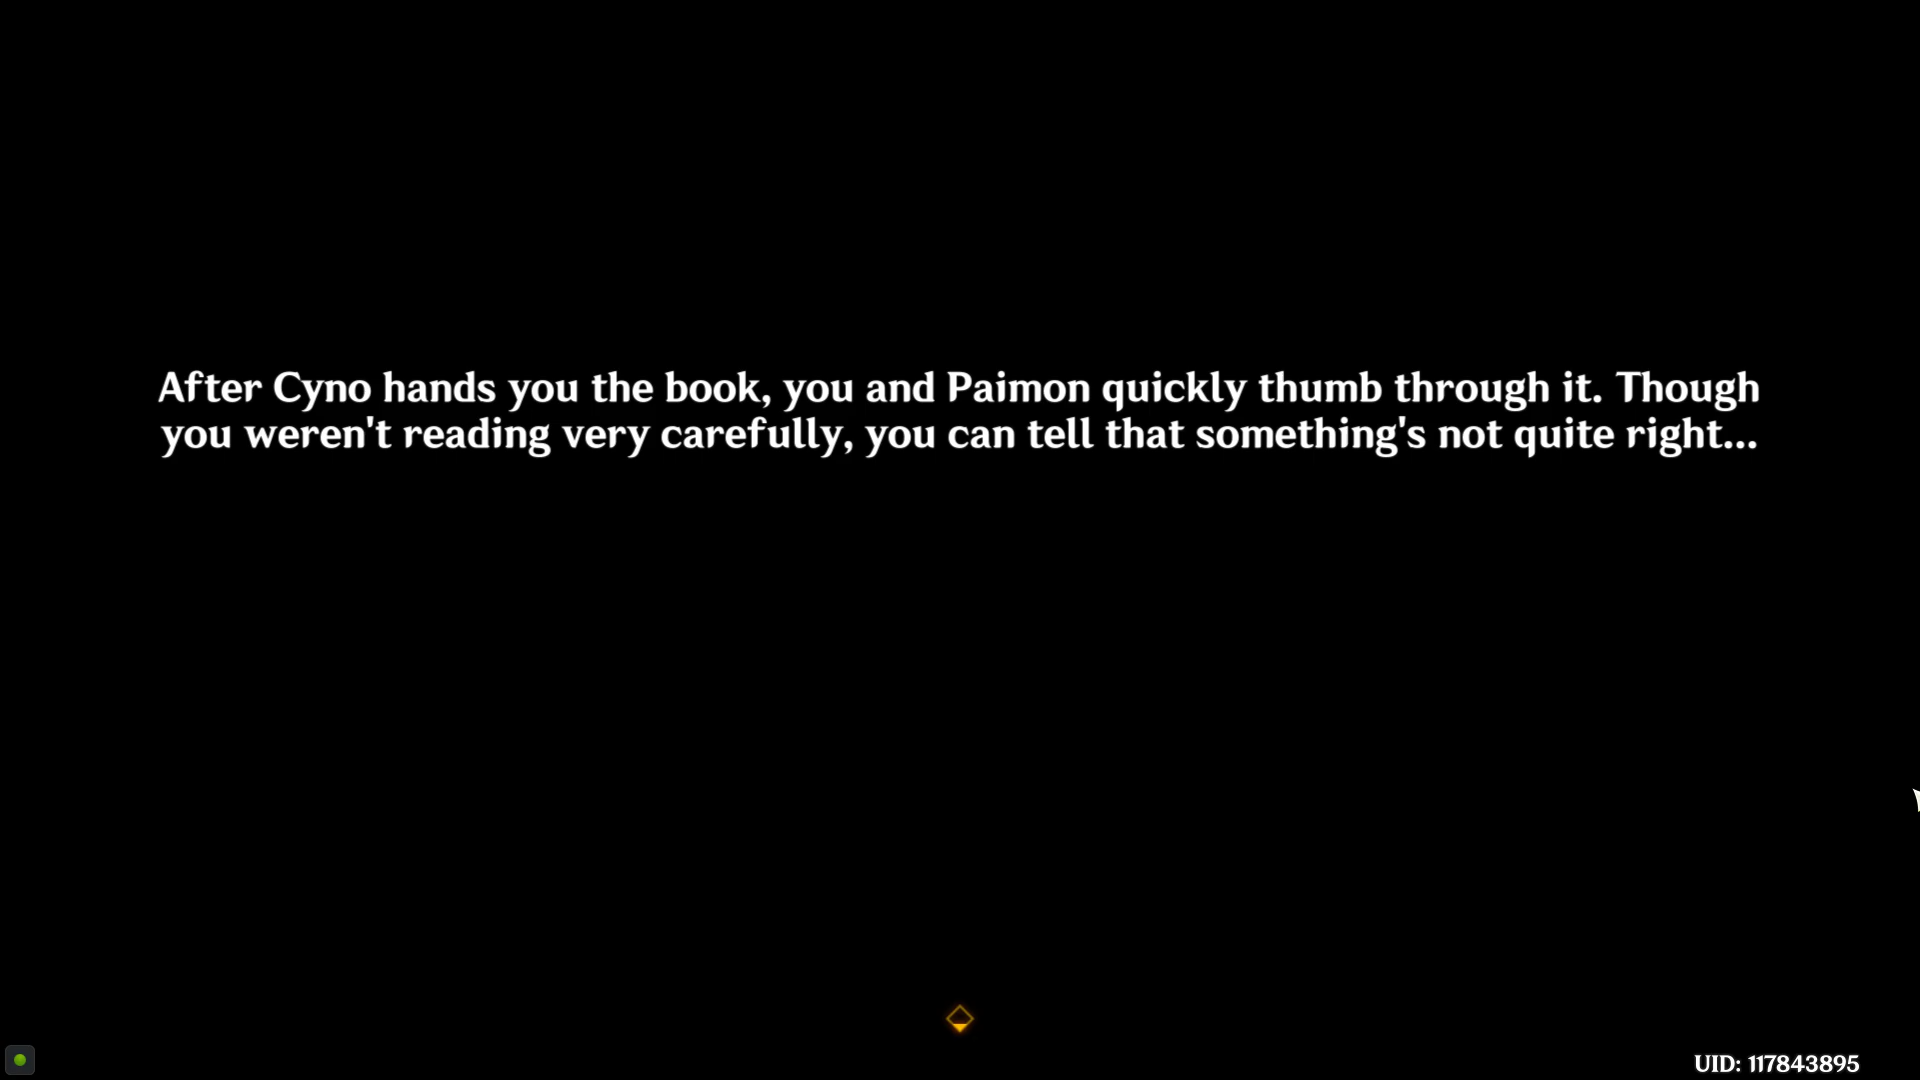 After Cyno hands you the book, you and Paimon quickly thumb through it. Though
you weren't reading very carefully, you can tell that something's not quite right...
UID: 117843895